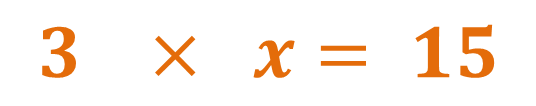 3 × x = 15